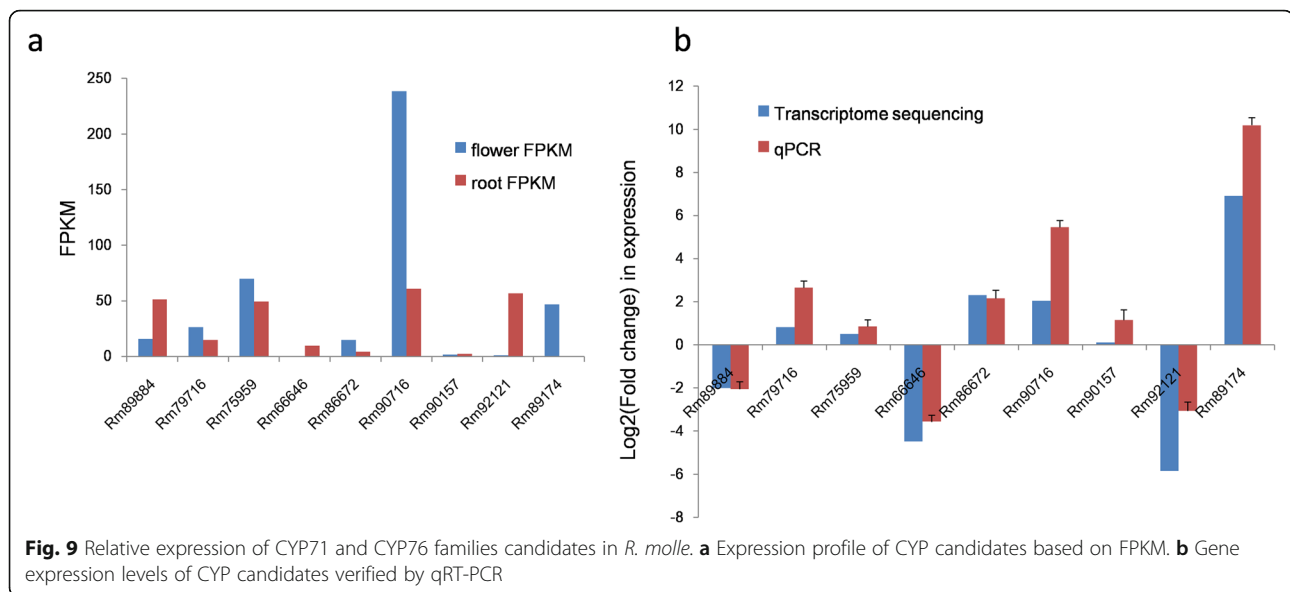 a
b
250
200
150
100
50
0
FPKM
flower FPKM
root FPKM
Rm89884
Rm79716
Rm75959
Rm66646
Rm86672
Rm90716
Rm90157
Rm92121
Rm89174
12
10
8
6
4
2
0
-2
-4
-6
-8
Log2(Fold change) in expression
Transcriptome sequencing
qPCR
Rm89884
Rm79716
Rm75959
Rm66646
Rm86672
Rm90716
Rm90157
Rm92121
Rm89174
Fig. 9 Relative expression of CYP71 and CYP76 families candidates in R. molle. a Expression profile of CYP candidates based on FPKM. b Gene
expression levels of CYP candidates verified by qRT-PCR